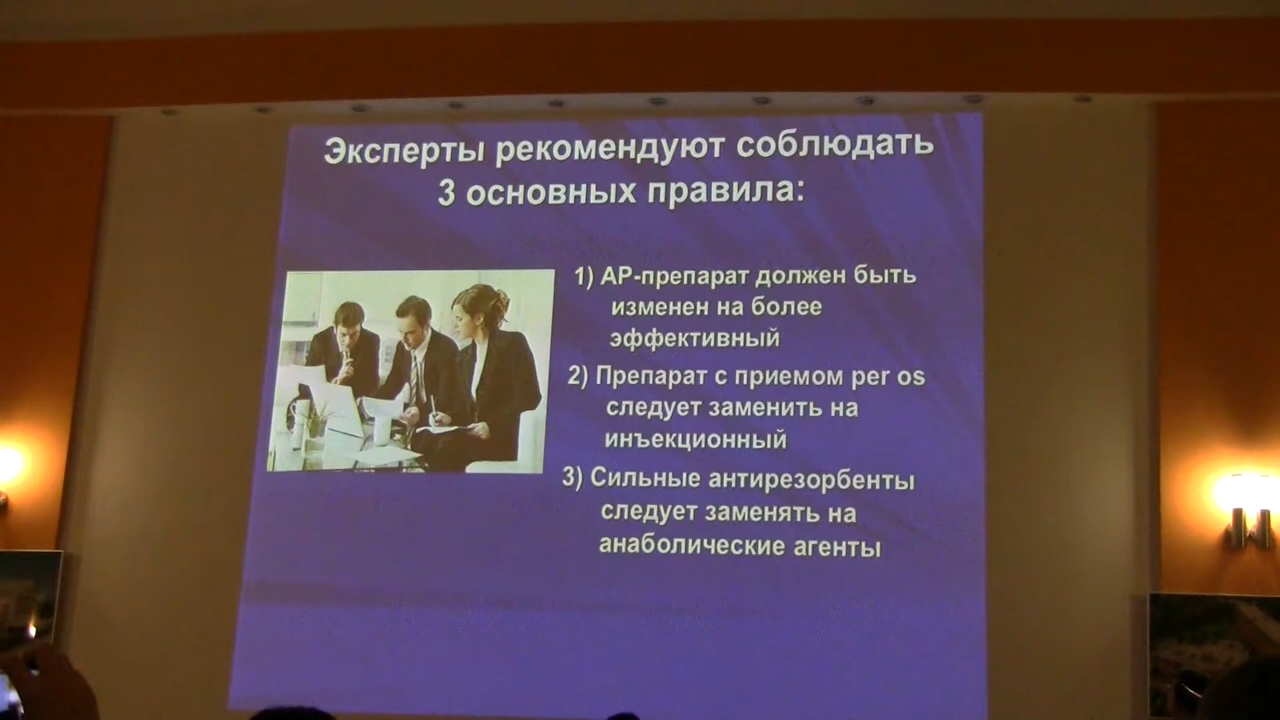 Эксперты рекомендуют соблюдать
3 основных правила:
1) АР-препарат должен быть
изменен на более
эффективный
2) Препарат с приемом per os
следует заменить на
инъекционный
3) Сильные антирезорбенты
следует заменять на
анаболические агенты